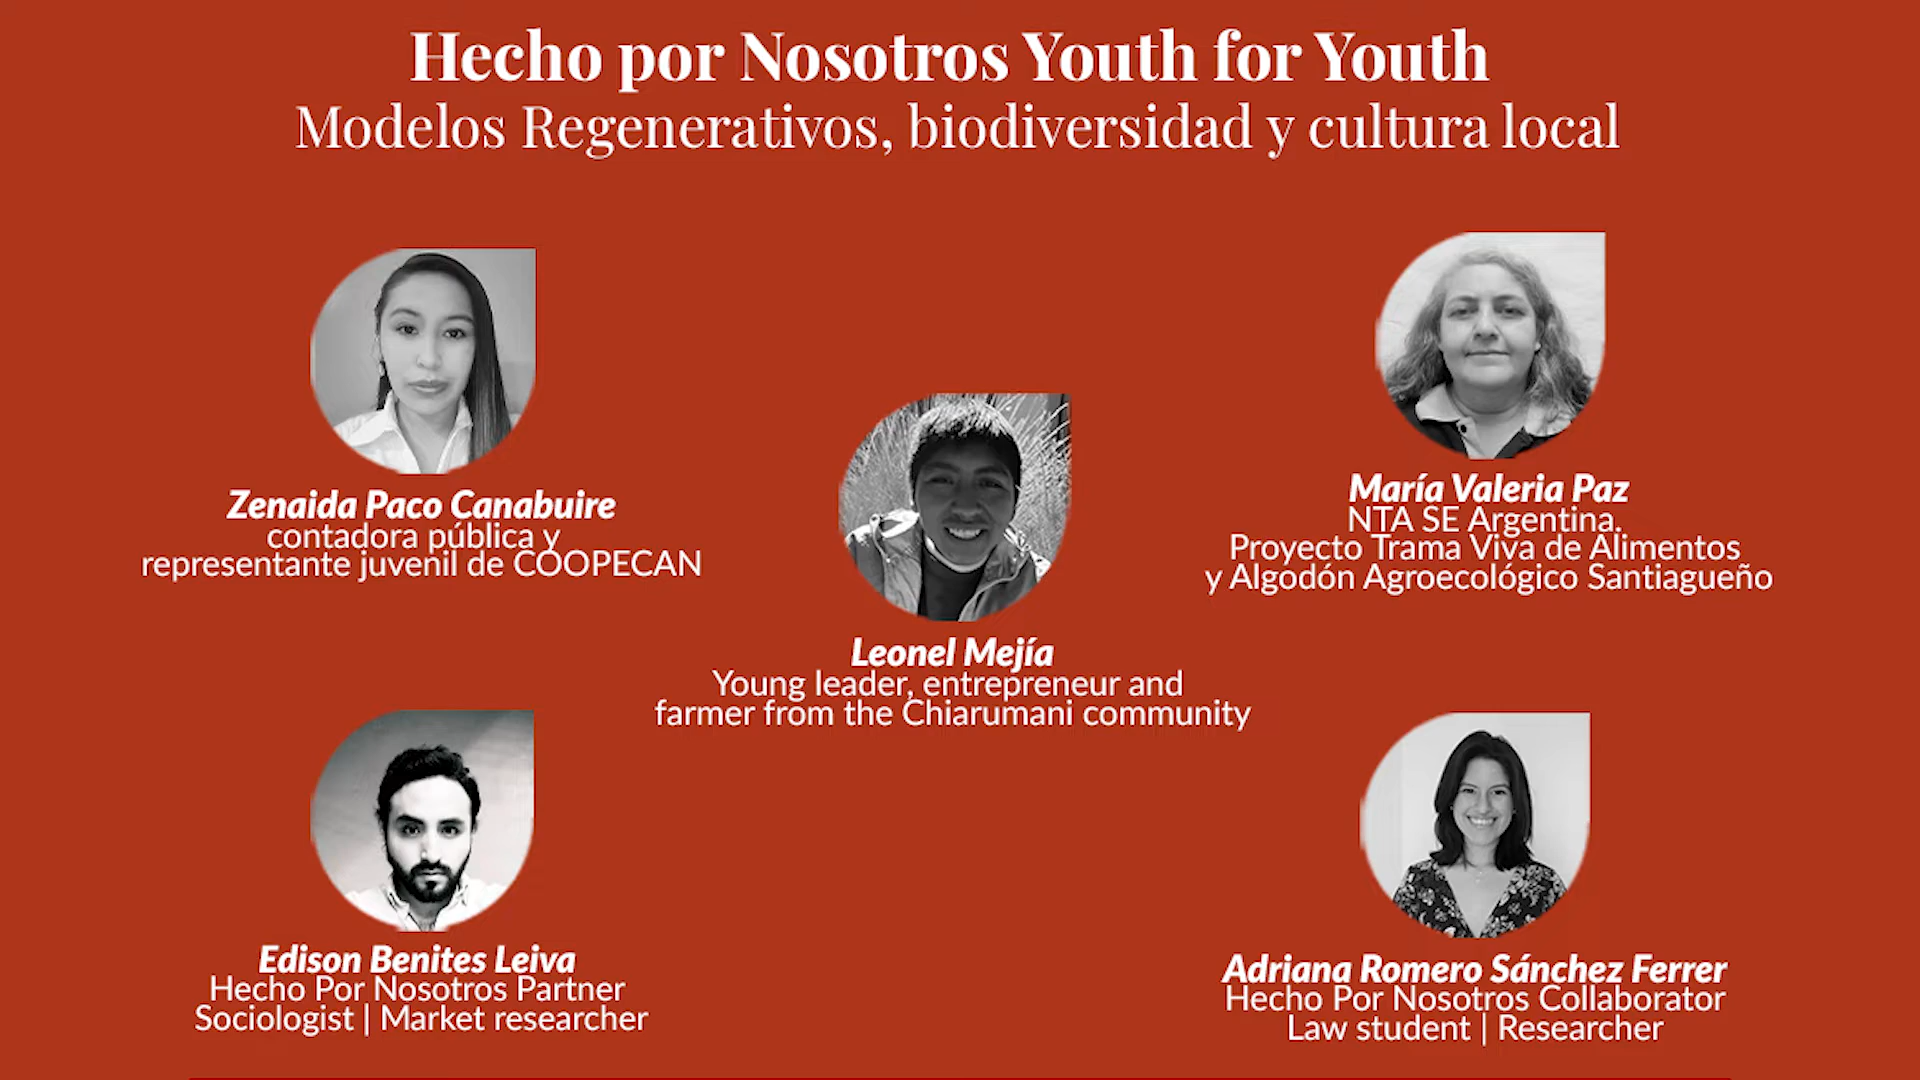 Hecho por Nosotros Youth for Youth
Modelos Regenerativos, biodiversidad y cultura local
Zenaida Paco Canabuire
contadora pública y
representante juvenil de COOPECAN
María Valeria Paz
NTA SE Argentina.
Proyecto Trama Viva de Alimentos
y Algodón Agroecológico Santiagueño
Leonel Mejía
Young leader, entrepreneur and
farmer from the Chiarumani community
Edison Benites Leiva
Hecho Por Nosotros Partner
Sociologist | Market researcher
Adriana Romero Sánchez Ferrer
Hecho Por Nosotros Collaborator
Law student | Researcher